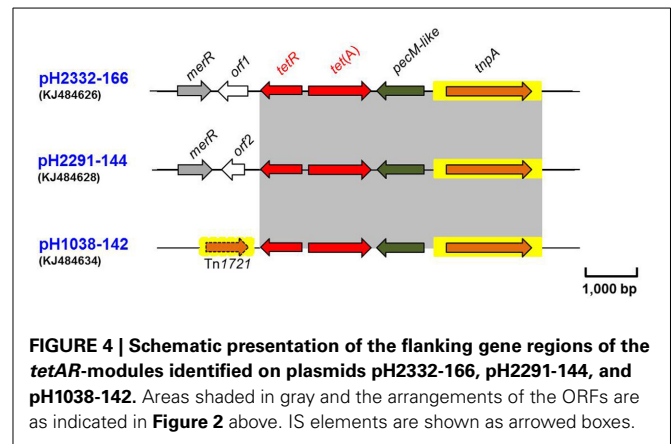 merR orf1 tetR tet(A) pecM-like tnpA
pH2332-166
(KJ484626)
merR orf2
pH2291-144
(KJ484628)
pH1038-142
(KJ484634)
Tn1721
1,000 bp
FIGURE 4 | Schematic presentation of the flanking gene regions of the
tetAR-modules identified on plasmids pH2332-166, pH2291-144, and
pH1038-142. Areas shaded in gray and the arrangements of the ORFs are
as indicated in Figure 2 above. IS elements are shown as arrowed boxes.